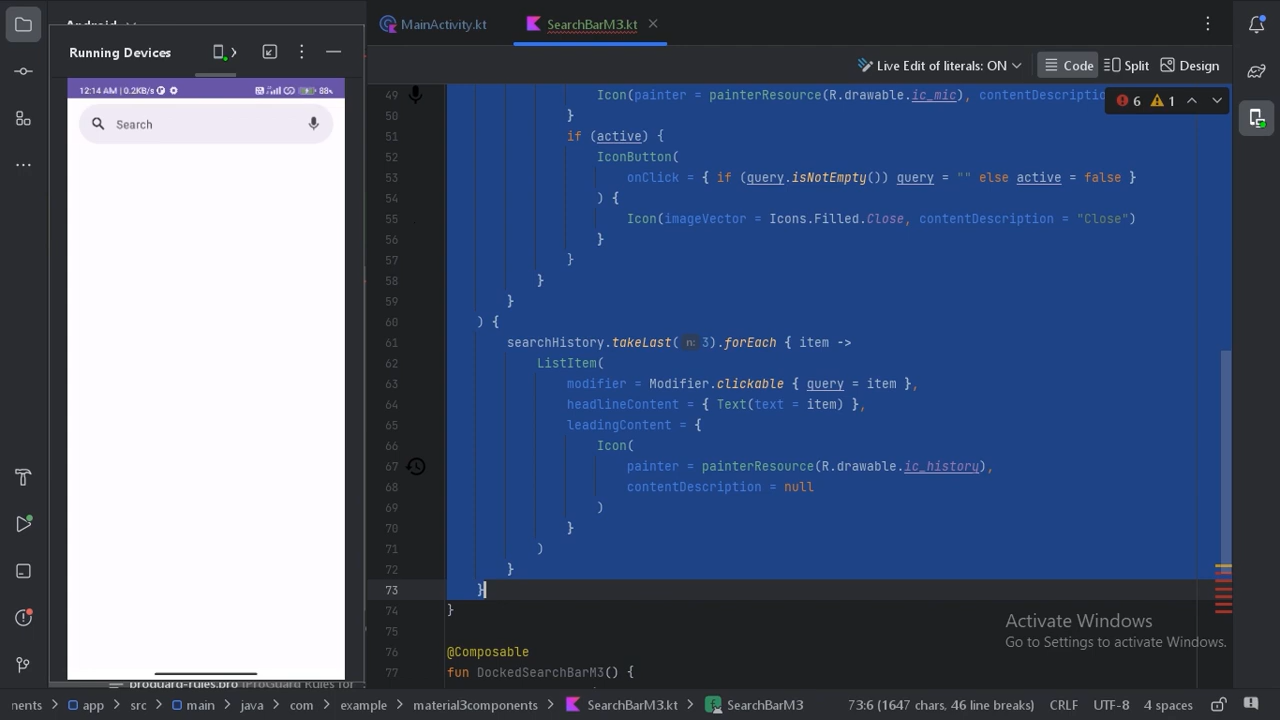 Android
MainActivity.kt
SearchBarM3.kt
Running Devices
Live Edit of literals: ON
Code
Split
Design
12:14 AM | 0.2KB/s
88%
Search
6
1
49 Icon(painter = painterResource(R.drawable.ic_mic), contentDescriptio
50 }
51 if (active) {
52 IconButton(
53 onClick = { if (query.isNotEmpty()) query = "" else active = false }
54 ) {
55 Icon(imageVector = Icons.Filled.Close, contentDescription = "Close")
56 }
57 }
58 }
59 }
60 ) {
61 searchHistory.takeLast( n: 3).forEach { item ->
62 ListItem(
63 modifier = Modifier.clickable { query = item },
64 headlineContent = { Text(text = item) },
65 leadingContent = {
66 Icon(
67 painter = painterResource(R.drawable.ic_history),
68 contentDescription = null
69 )
70 }
71 )
72 }
73 }
74 }
75
76 @Composable
77 fun DockedSearchBarM3() {
Activate Windows
Go to Settings to activate Windows.
proguard-rules.pro (ProGuard Rules for
nents > app > src > main > java > com > example > material3components > SearchBarM3.kt > SearchBarM3
73:6 (1647 chars, 46 line breaks)
CRLF
UTF-8
4 spaces